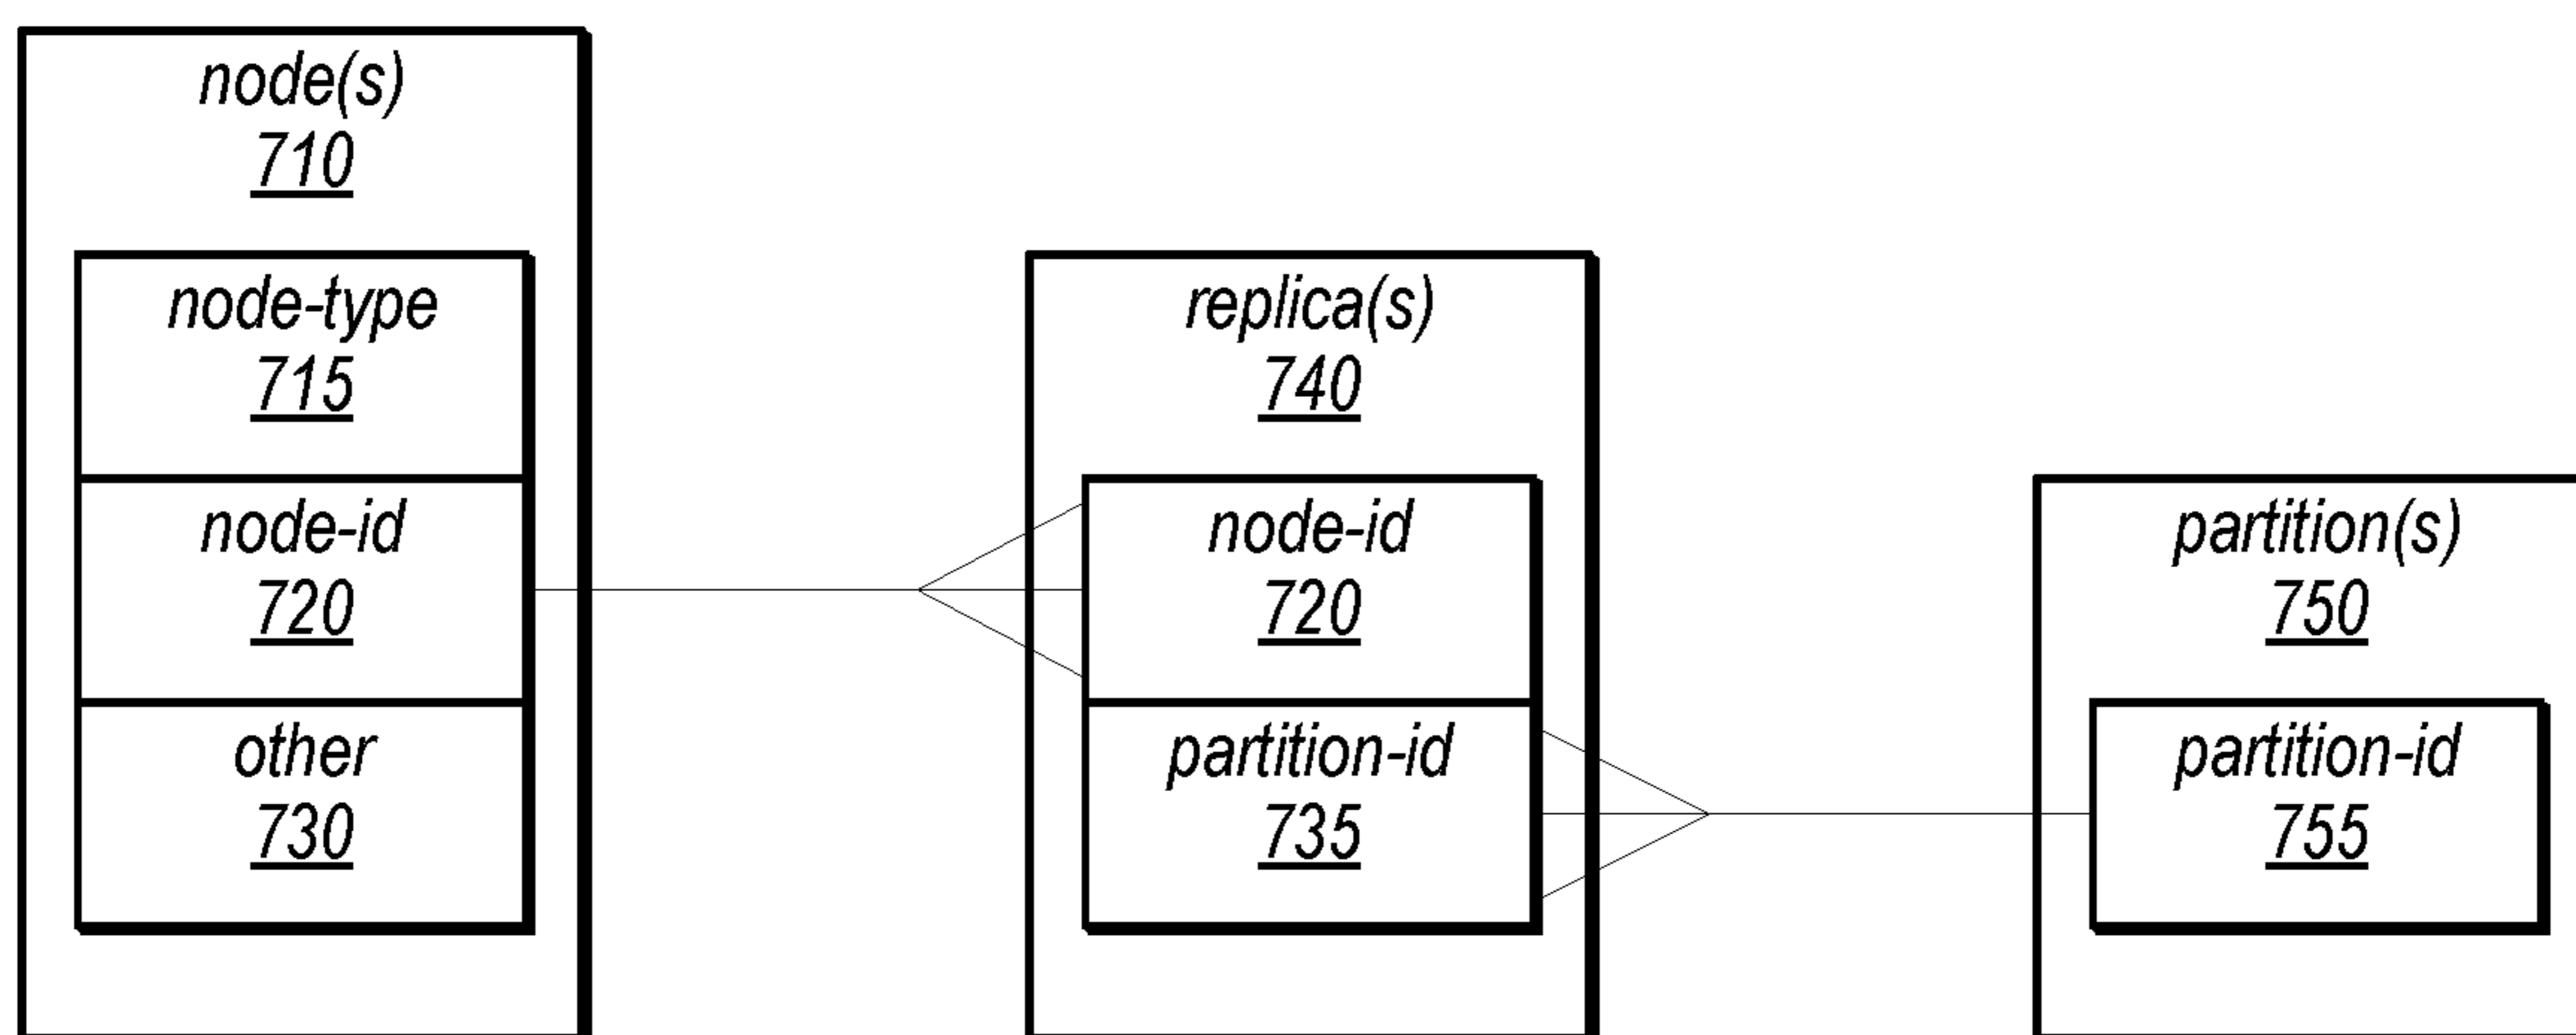 node(s)
710
node-type
715
node-id
720
other
730
replica(s)
740
node-id
720
partition-id
735
partition(s)
750
partition-id
755